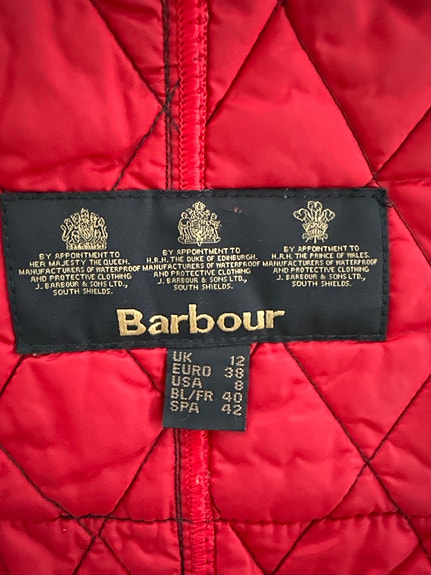 BY APPOINTMENT TO
HER MAJESTY THE QUEEN.
MANUFACTURERS OF WATERPROOF
AND PROTECTIVE CLOTHING
J. BARBOUR & SONS LTD.,
SOUTH SHIELDS.
BY APPOINTMENT TO
H.R.H. THE DUKE OF EDINBURGH.
MANUFACTURERS OF WATERPROOF
AND PROTECTIVE CLOTHING
J. BARBOUR & SONS LTD.,
SOUTH SHIELDS.
BY APPOINTMENT TO
H.R.H. THE PRINCE OF WALES.
MANUFACTURERS OF WATERPROOF
AND PROTECTIVE CLOTHING
J. BARBOUR & SONS LTD.,
SOUTH SHIELDS.
Barbour
UK 12
EURO 38
USA 8
BL/FR 40
SPA 42